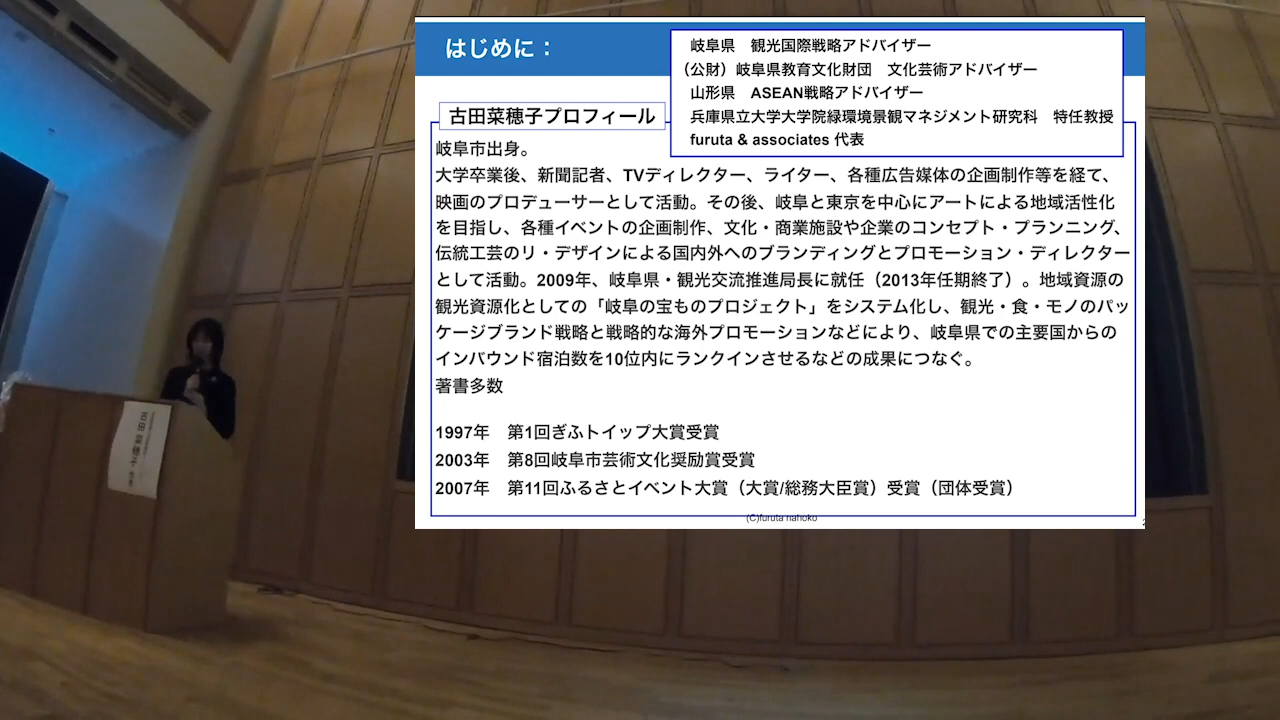 はじめに：
岐阜県　観光国際戦略アドバイザー
（公財）岐阜県教育文化財団　文化芸術アドバイザー
山形県　ASEAN戦略アドバイザー
兵庫県立大学大学院緑環境景観マネジメント研究科　特任教授
furuta & associates 代表
古田菜穂子プロフィール
岐阜市出身。
大学卒業後、新聞記者、TVディレクター、ライター、各種広告媒体の企画制作等を経て、
映画のプロデューサーとして活動。その後、岐阜と東京を中心にアートによる地域活性化
を目指し、各種イベントの企画制作、文化・商業施設や企業のコンセプト・プランニング、
伝統工芸のリ・デザインによる国内外へのブランディングとプロモーション・ディレクター
として活動。2009年、岐阜県・観光交流推進局長に就任（2013年任期終了）。地域資源の
観光資源化としての「岐阜の宝ものプロジェクト」をシステム化し、観光・食・モノのパッ
ケージブランド戦略と戦略的な海外プロモーションなどにより、岐阜県での主要国からの
インバウンド宿泊数を10位内にランクインさせるなどの成果につなぐ。
著書多数
1997年　第1回ぎふトイップ大賞受賞
2003年　第8回岐阜市芸術文化奨励賞受賞
2007年　第11回ふるさとイベント大賞（大賞/総務大臣賞）受賞（団体受賞）
(C)furuta nahoko
古田 菜穂子